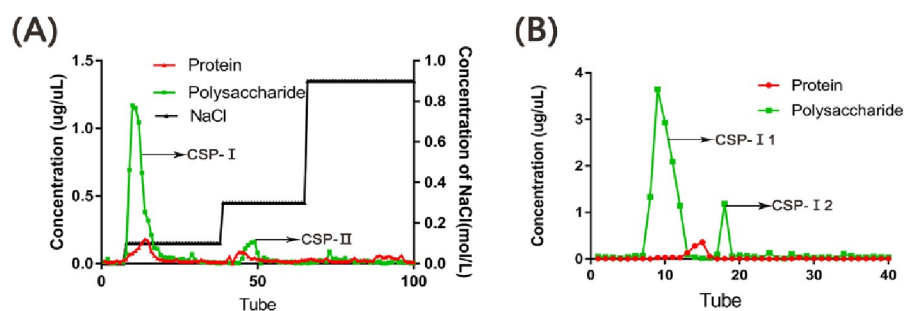 (A)
Protein
Polysaccharide
NaCl
CSP-Ⅰ
CSP-Ⅱ
Concentration (ug/uL)
1.5
1.0
0.5
0.0
Concentration of NaCl(mol/L)
1.0
0.8
0.6
0.4
0.2
0.0
0
50
100
Tube
(B)
Protein
Polysaccharide
CSP-Ⅰ1
CSP-Ⅰ2
Concentration (ug/uL)
4
3
2
1
0
0
10
20
30
40
Tube